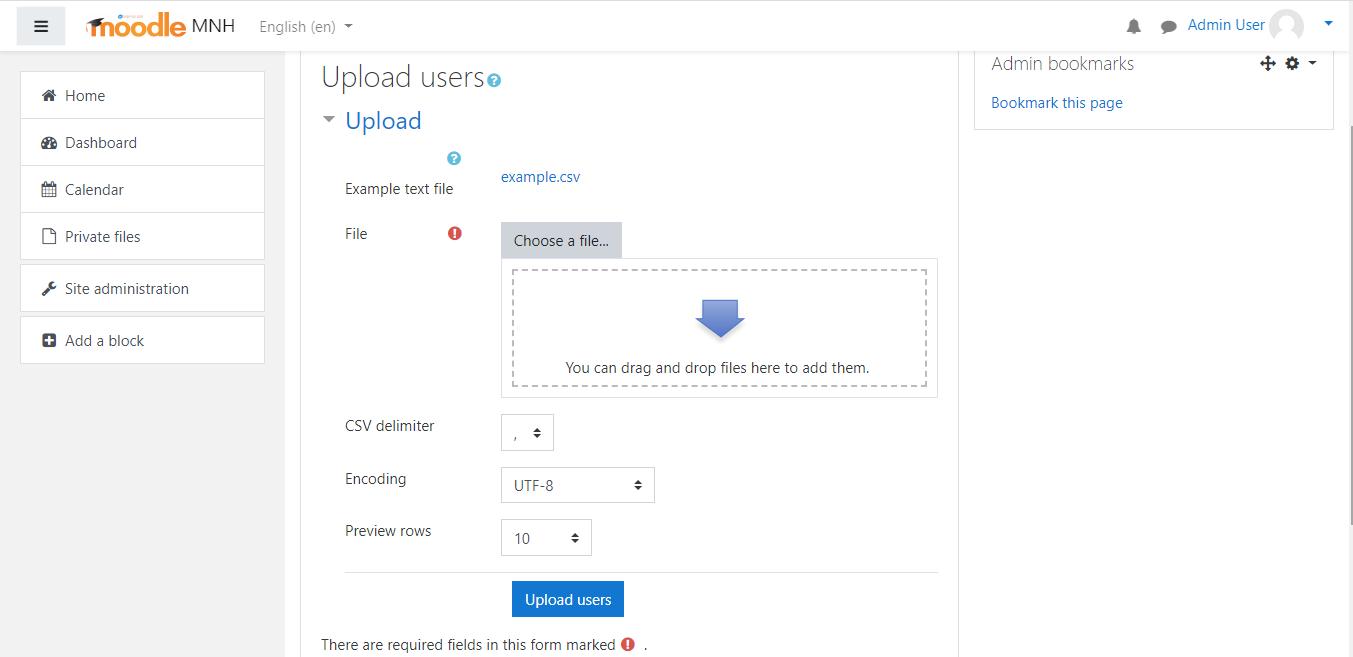 moodle MNH English (en) Admin User
Home
Dashboard
Calendar
Private files
Site administration
Add a block
Upload users
Upload
Example text file example.csv
File Choose a file...
You can drag and drop files here to add them.
CSV delimiter ,
Encoding UTF-8
Preview rows 10
Upload users
There are required fields in this form marked .
Admin bookmarks
Bookmark this page